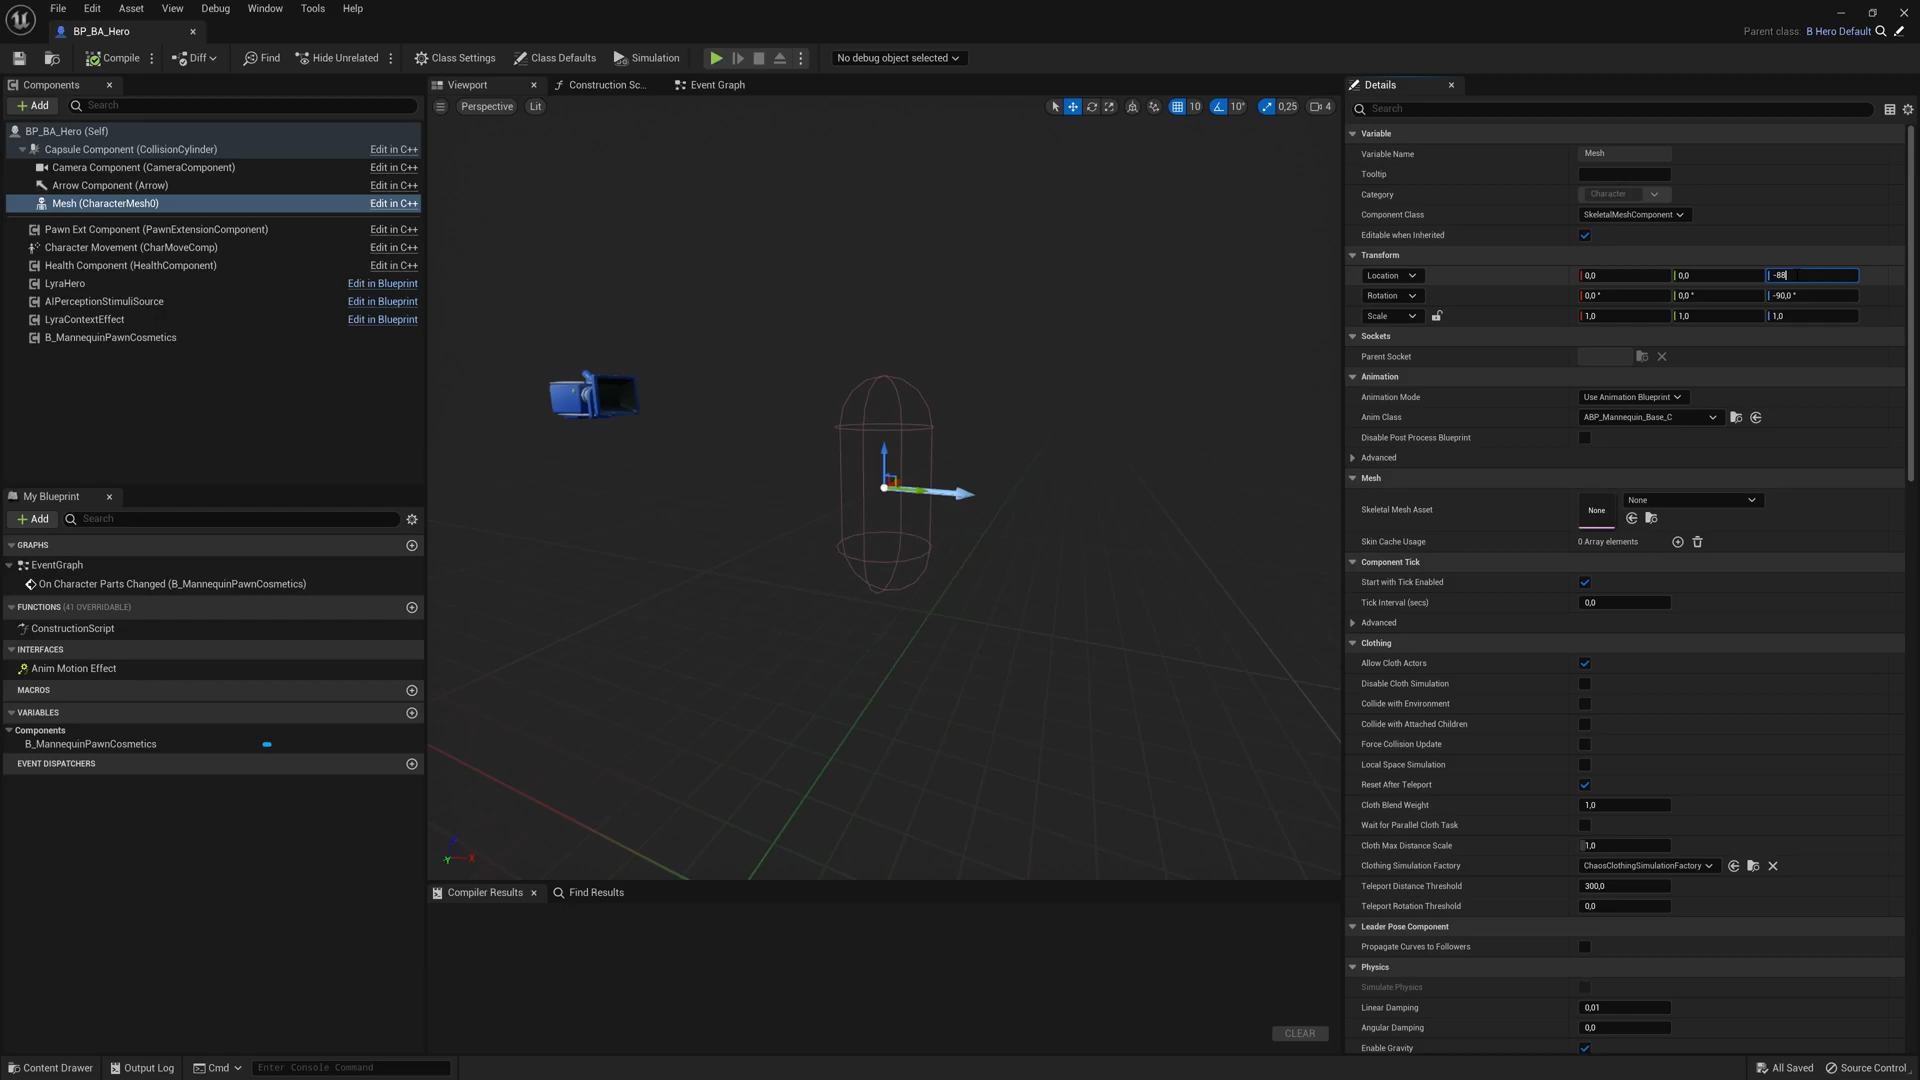 File Edit Asset View Debug Window Tools Help
BP_BA_Hero
Parent class: B Hero Default
Compile Diff Find Hide Unrelated Class Settings Class Defaults Simulation No debug object selected
Components
Add Search
BP_BA_Hero (Self)
Capsule Component (CollisionCylinder) Edit in C++
Camera Component (CameraComponent) Edit in C++
Arrow Component (Arrow) Edit in C++
Mesh (CharacterMesh0) Edit in C++
Pawn Ext Component (PawnExtensionComponent) Edit in C++
Character Movement (CharMoveComp) Edit in C++
Health Component (HealthComponent) Edit in C++
LyraHero Edit in Blueprint
AIPerceptionStimuliSource Edit in Blueprint
LyraContextEffect Edit in Blueprint
B_MannequinPawnCosmetics
My Blueprint
Add Search
GRAPHS
EventGraph
On Character Parts Changed (B_MannequinPawnCosmetics)
FUNCTIONS (41 OVERRIDABLE)
ConstructionScript
INTERFACES
Anim Motion Effect
MACROS
VARIABLES
Components
B_MannequinPawnCosmetics
EVENT DISPATCHERS
Viewport Construction Sc... Event Graph
Perspective Lit 10 10° 0,25 4
Z X Y
Compiler Results Find Results
CLEAR
Details
Search
Variable
Variable Name Mesh
Tooltip
Category Character
Component Class SkeletalMeshComponent
Editable when Inherited
Transform
Location 0,0 0,0 -88
Rotation 0,0 ° 0,0 ° -90,0 °
Scale 1,0 1,0 1,0
Sockets
Parent Socket
Animation
Animation Mode Use Animation Blueprint
Anim Class ABP_Mannequin_Base_C
Disable Post Process Blueprint
Advanced
Mesh
Skeletal Mesh Asset None None
Skin Cache Usage 0 Array elements
Component Tick
Start with Tick Enabled
Tick Interval (secs) 0,0
Advanced
Clothing
Allow Cloth Actors
Disable Cloth Simulation
Collide with Environment
Collide with Attached Children
Force Collision Update
Local Space Simulation
Reset After Teleport
Cloth Blend Weight 1,0
Wait for Parallel Cloth Task
Cloth Max Distance Scale 1,0
Clothing Simulation Factory ChaosClothingSimulationFactory
Teleport Distance Threshold 300,0
Teleport Rotation Threshold 0,0
Leader Pose Component
Propagate Curves to Followers
Physics
Simulate Physics
Linear Damping 0,01
Angular Damping 0,0
Enable Gravity
Content Drawer Output Log Cmd Enter Console Command All Saved Source Control